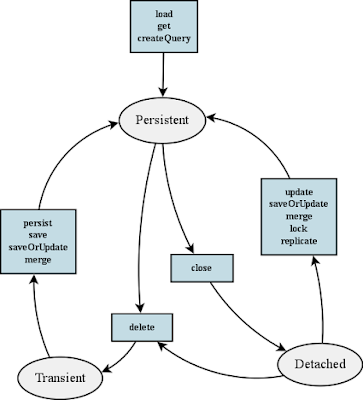 load
get
createQuery
Persistent
persist
save
saveOrUpdate
merge
update
saveOrUpdate
merge
lock
replicate
close
delete
Transient
Detached